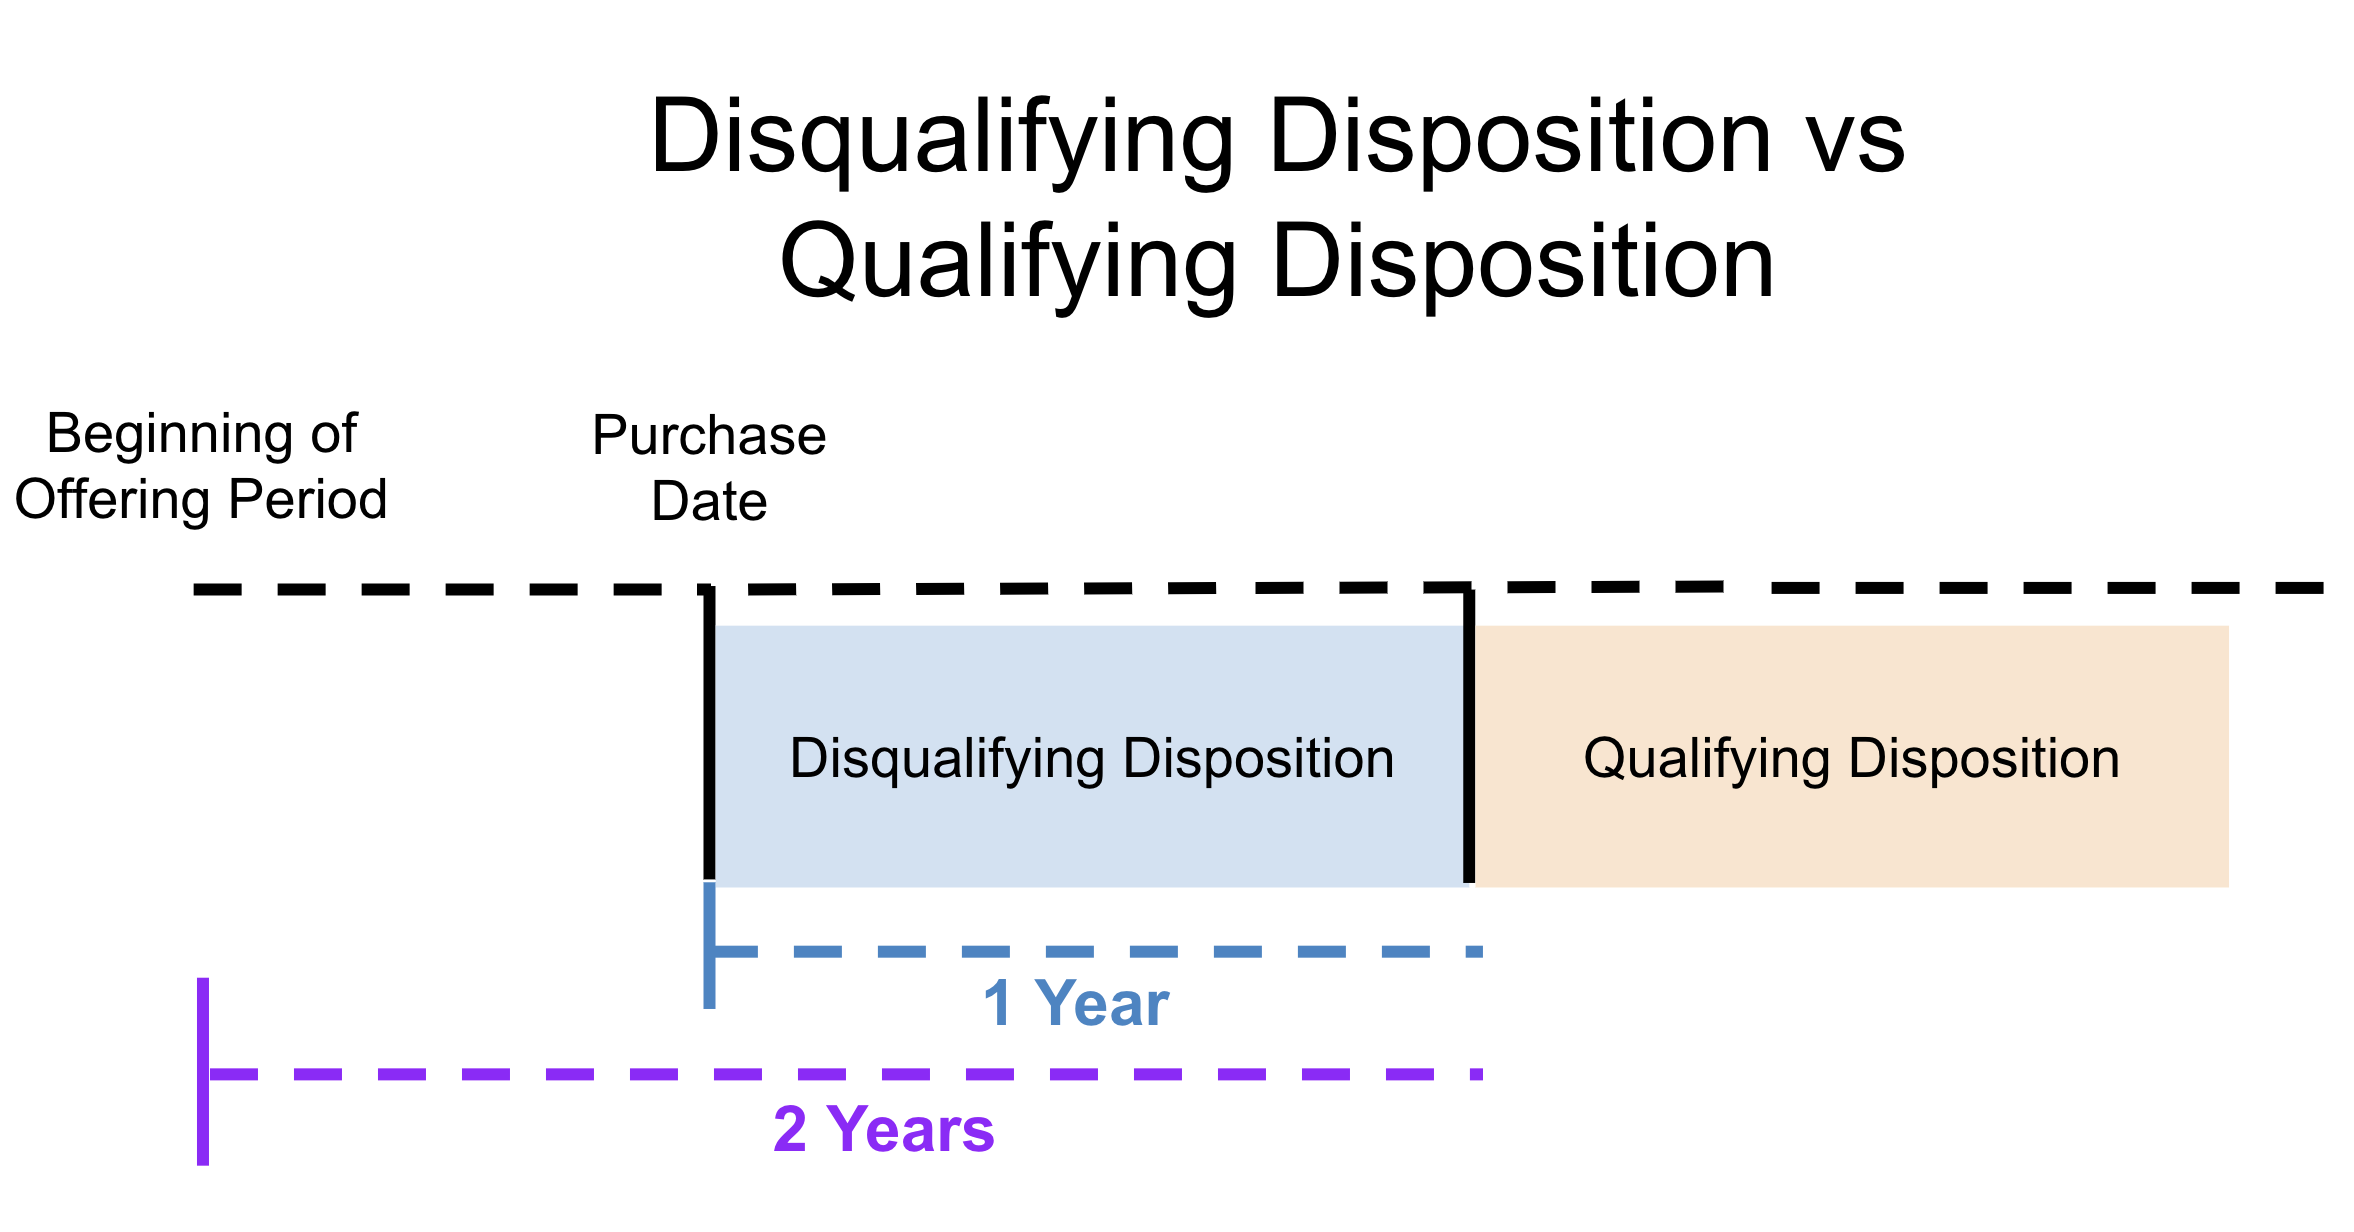 Disqualifying Disposition vs
Qualifying Disposition
Beginning of
Offering Period
Purchase
Date
Disqualifying Disposition
Qualifying Disposition
1 Year
2 Years